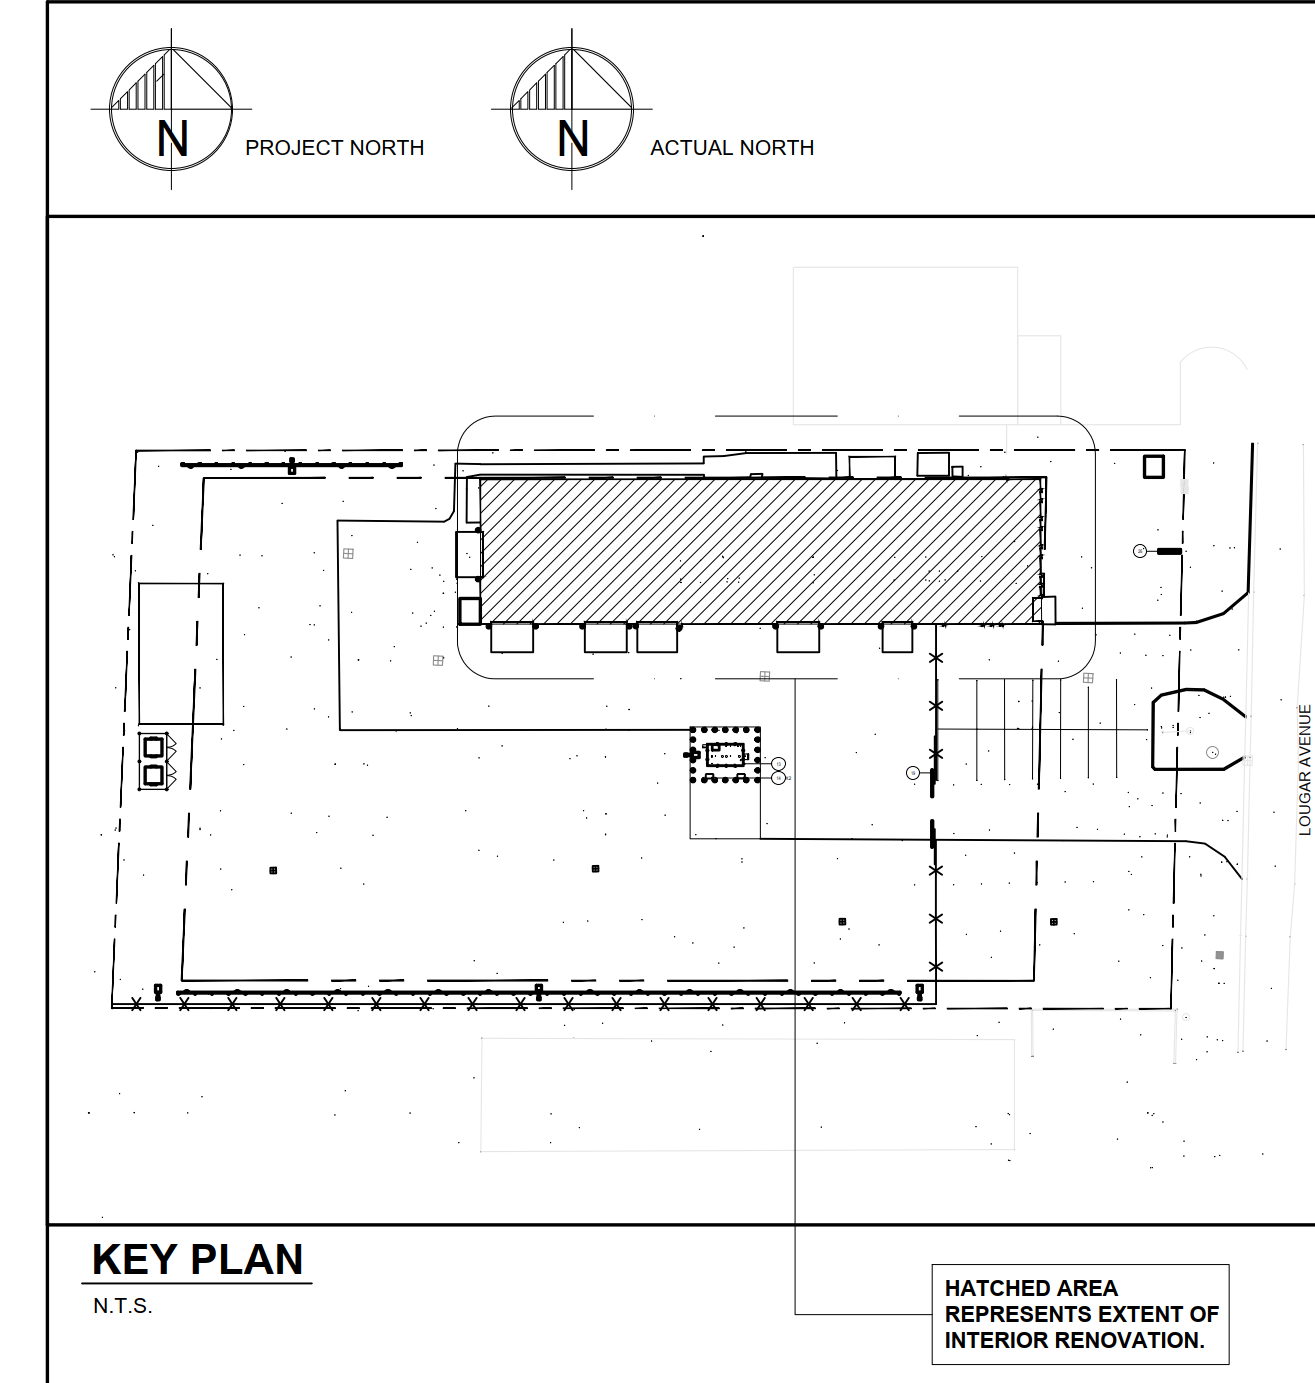 N
PROJECT NORTH
N
ACTUAL NORTH
LOUGAR AVENUE
KEY PLAN
N.T.S.
HATCHED AREA
REPRESENTS EXTENT OF
INTERIOR RENOVATION.